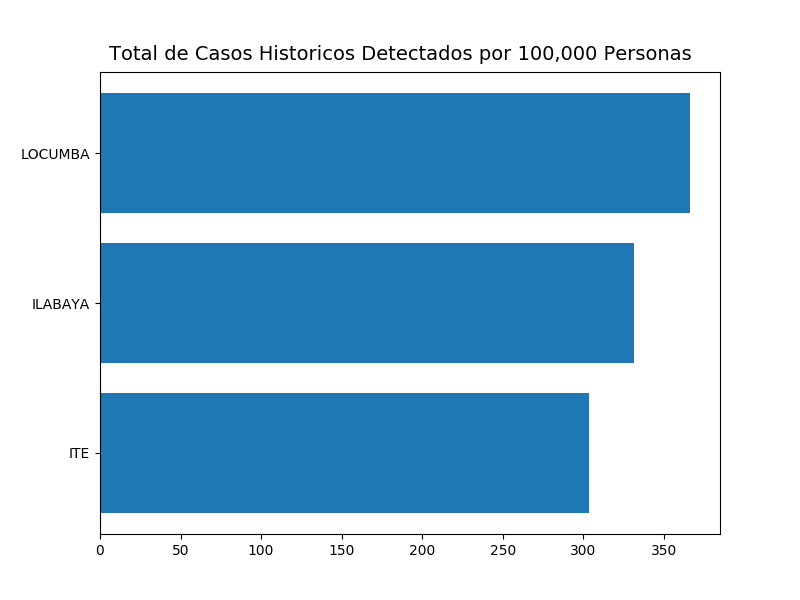 Total de Casos Historicos Detectados por 100,000 Personas
LOCUMBA
ILABAYA
ITE
0 50 100 150 200 250 300 350